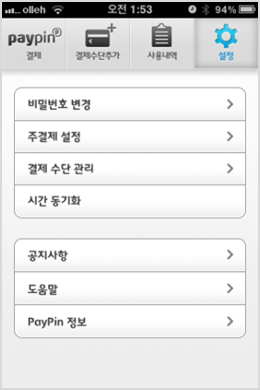 olleh 오전 1:53 94%
paypin P
결제 결제수단추가 사용내역 설정
비밀번호 변경
주결제 설정
결제 수단 관리
시간 동기화
공지사항
도움말
PayPin 정보